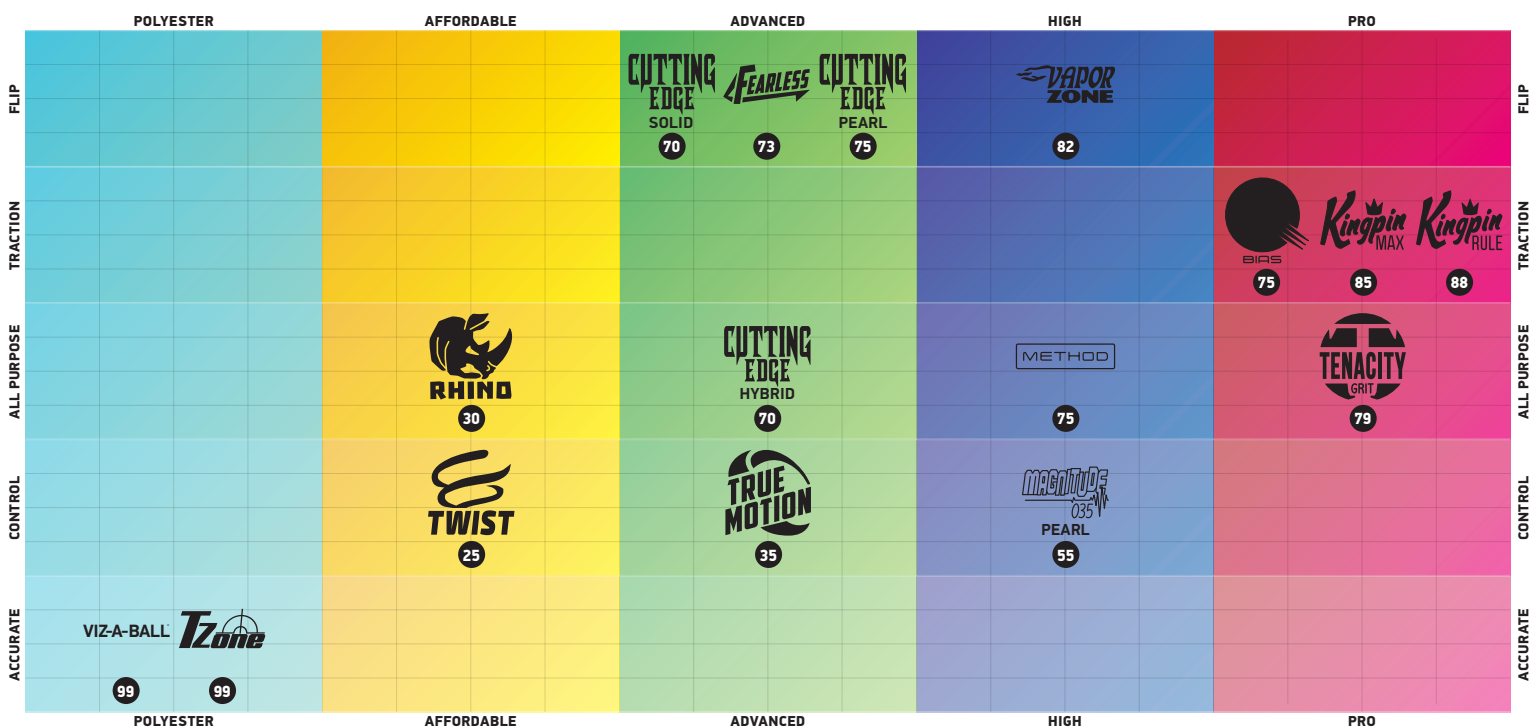 POLYESTER AFFORDABLE ADVANCED HIGH PRO
FLIP
CUTTING EDGE SOLID
70
FEARLESS
73
CUTTING EDGE PEARL
75
VAPOR ZONE
82
FLIP
TRACTION
BIAS
75
Kingpin MAX
85
Kingpin RULE
88
TRACTION
ALL PURPOSE
RHINO
30
CUTTING EDGE HYBRID
70
METHOD
75
TENACITY GRIT
79
ALL PURPOSE
CONTROL
TWIST
25
TRUE MOTION
35
MAGNITUDE 035 PEARL
55
CONTROL
ACCURATE
VIZ-A-BALL
99
TZone
99
ACCURATE
POLYESTER AFFORDABLE ADVANCED HIGH PRO